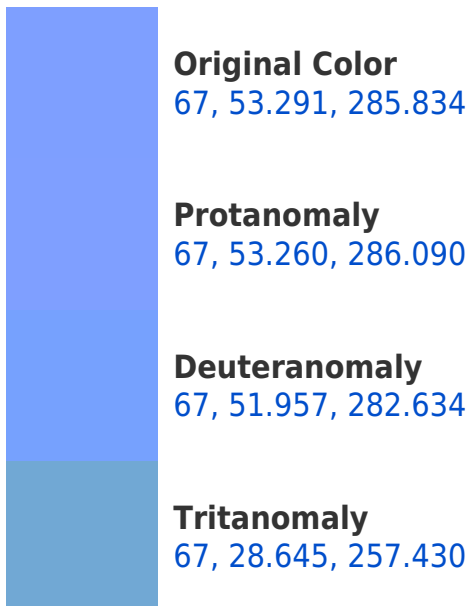 Original Color
67, 53.291, 285.834
Protanomaly
67, 53.260, 286.090
Deuteranomaly
67, 51.957, 282.634
Tritanomaly
67, 28.645, 257.430